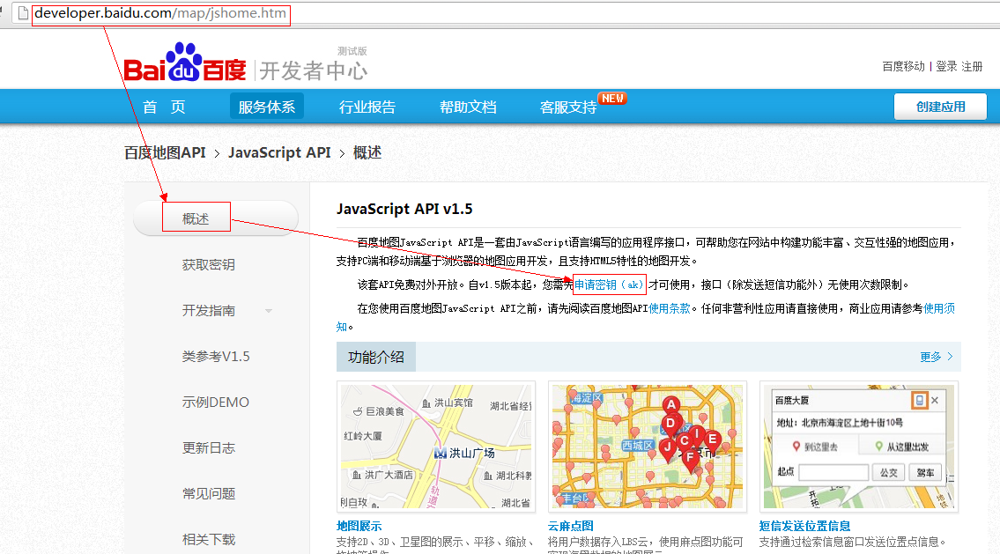 developer.baidu.com/map/jshome.htm
测试版
Bai du 百度 开发者中心
百度移动 登录 注册
首 页 服务体系 行业报告 帮助文档 客服支持 NEW 创建应用
百度地图API > JavaScript API > 概述
概述
获取密钥
开发指南
类参考V1.5
示例DEMO
更新日志
常见问题
相关下载
JavaScript API v1.5
百度地图JavaScript API是一套由JavaScript语言编写的应用程序接口，可帮助您在网站中构建功能丰富、交互性强的地图应用，
支持PC端和移动端基于浏览器的地图应用开发，且支持HTML5特性的地图开发。
该套API免费对外开放。自v1.5版本起，您需先申请密钥（ak）才可使用，接口（除发送短信功能外）无使用次数限制。
在您使用百度地图JavaScript API之前，请先阅读百度地图API使用条款。任何非营利性应用请直接使用，商业应用请参考使用须
知。
功能介绍 更多 >
巨浪美食
洪山宾馆
湖北省经
红岭大厦
洪山广场
洪广大酒店
湖北科教
轨道
利白玫
湖北省
海淀区
西城区
北京市
丰台区
A
D
C
I
E
J
F
百度大厦
地址：北京市海淀区上地十街10号
到这里去 从这里出发
起点 公交 驾车
开拓
地图展示
支持2D、3D、卫星图的展示、平移、缩放、
云麻点图
将用户数据存入LBS云，使用麻点图功能可
短信发送位置信息
支持通过检索信息窗口发送位置点信息。